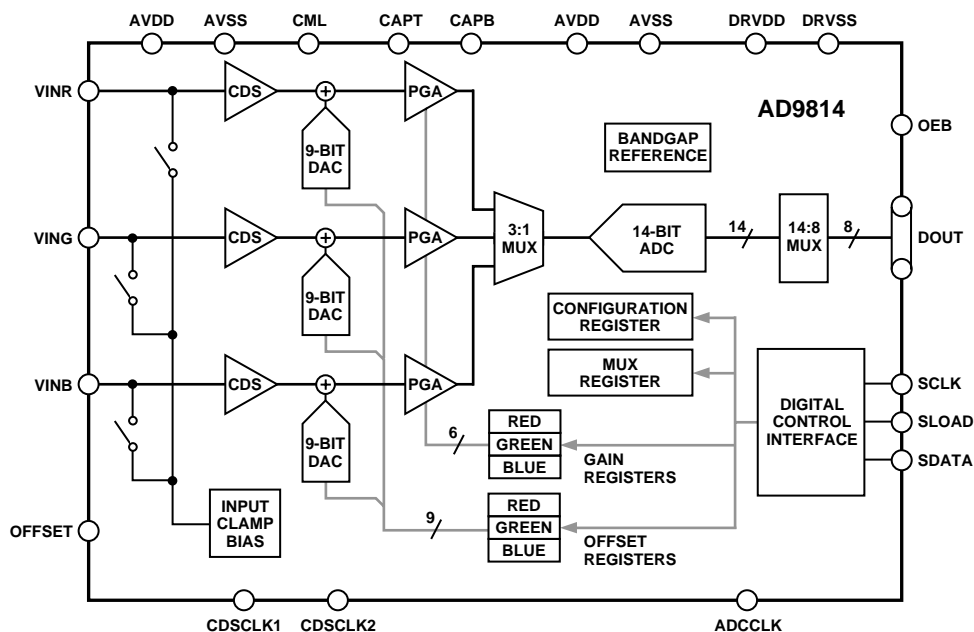 AVDD AVSS CML CAPT CAPB AVDD AVSS DRVDD DRVSS
VINR CDS + PGA AD9814
OEB
9-BIT
DAC
BANDGAP
REFERENCE
VING CDS + PGA
3:1
MUX
14-BIT
ADC
14
14:8
MUX
8
DOUT
9-BIT
DAC
CONFIGURATION
REGISTER
VINB CDS + PGA
MUX
REGISTER
DIGITAL
CONTROL
INTERFACE
SCLK
SLOAD
SDATA
9-BIT
DAC
6
RED
GREEN
BLUE
GAIN
REGISTERS
OFFSET
INPUT
CLAMP
BIAS
9
RED
GREEN
BLUE
OFFSET
REGISTERS
CDSCLK1 CDSCLK2 ADCCLK